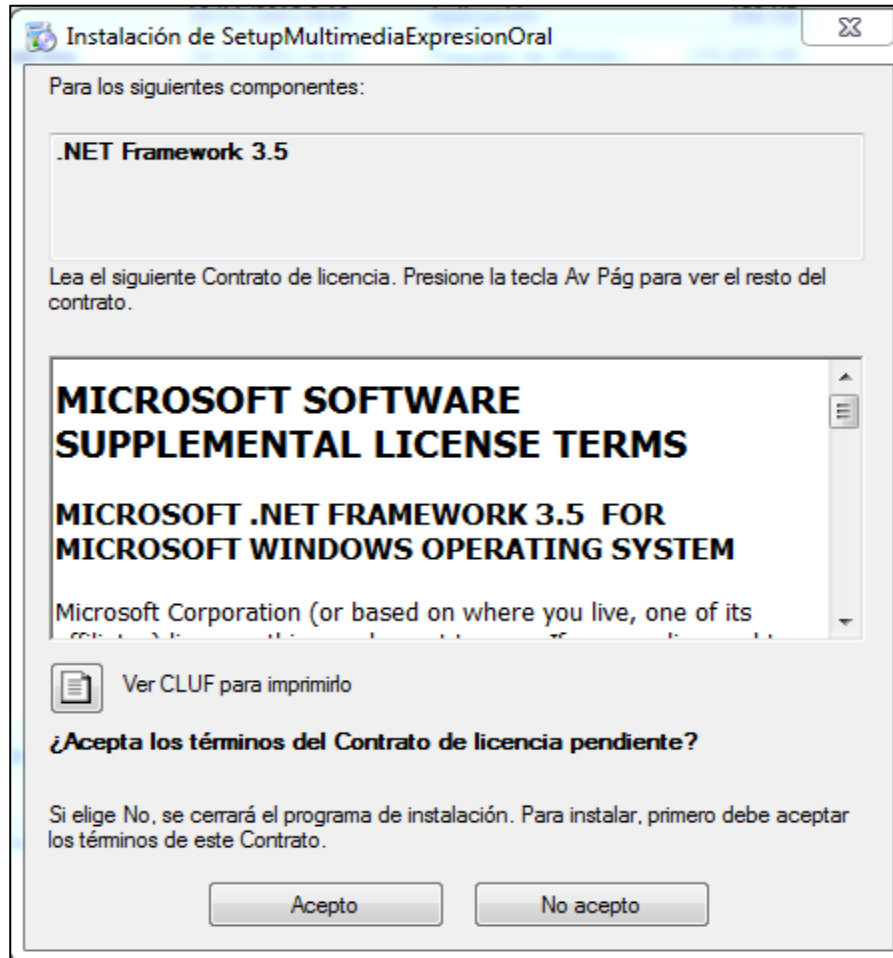 Instalación de SetupMultimediaExpresionOral
Para los siguientes componentes:
.NET Framework 3.5
Lea el siguiente Contrato de licencia. Presione la tecla Av Pág para ver el resto del
contrato.
MICROSOFT SOFTWARE
SUPPLEMENTAL LICENSE TERMS
MICROSOFT .NET FRAMEWORK 3.5 FOR
MICROSOFT WINDOWS OPERATING SYSTEM
Microsoft Corporation (or based on where you live, one of its
Ver CLUF para imprimirlo
¿Acepta los términos del Contrato de licencia pendiente?
Si elige No, se cerrará el programa de instalación. Para instalar, primero debe aceptar
los términos de este Contrato.
Acepto
No acepto